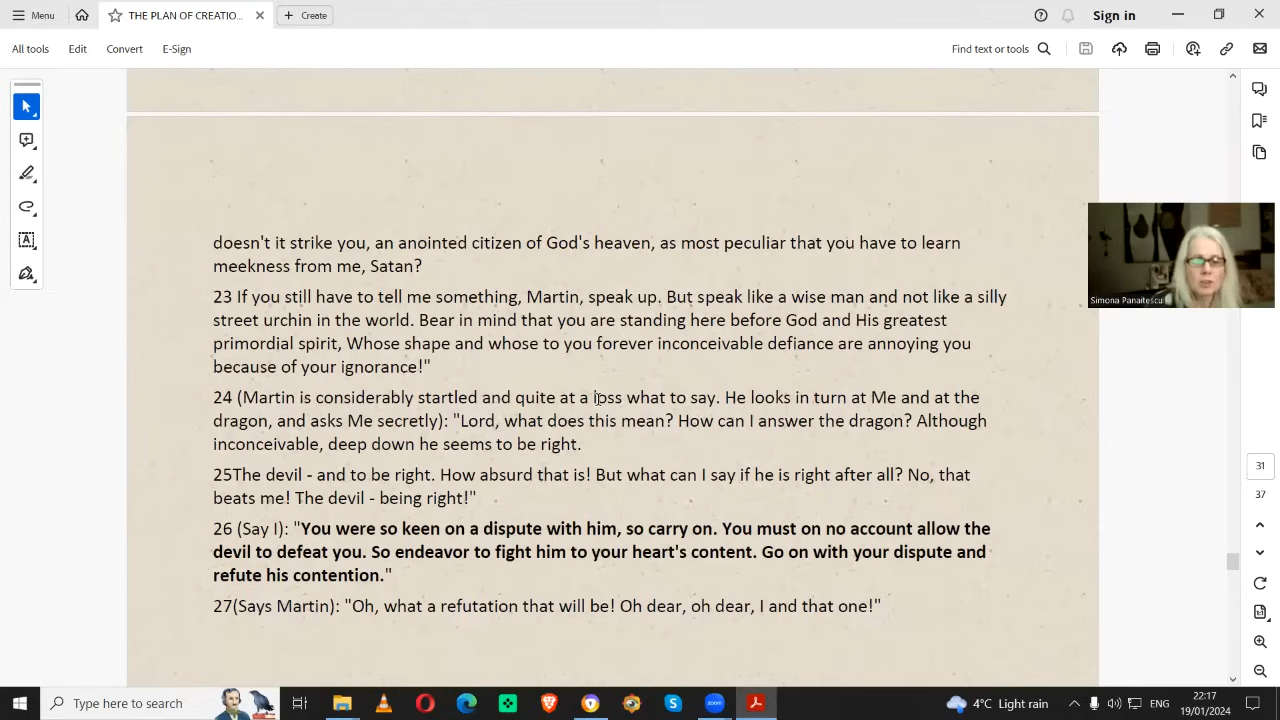 Menu
THE PLAN OF CREATIO...
Create
Sign in
All tools
Edit
Convert
E-Sign
Find text or tools
doesn't it strike you, an anointed citizen of God's heaven, as most peculiar that you have to learn
meekness from me, Satan?
23 If you still have to tell me something, Martin, speak up. But speak like a wise man and not like a silly
street urchin in the world. Bear in mind that you are standing here before God and His greatest
primordial spirit, Whose shape and whose to you forever inconceivable defiance are annoying you
because of your ignorance!"
24 (Martin is considerably startled and quite at a loss what to say. He looks in turn at Me and at the
dragon, and asks Me secretly): "Lord, what does this mean? How can I answer the dragon? Although
inconceivable, deep down he seems to be right.
25The devil - and to be right. How absurd that is! But what can I say if he is right after all? No, that
beats me! The devil - being right!"
26 (Say I): "You were so keen on a dispute with him, so carry on. You must on no account allow the
devil to defeat you. So endeavor to fight him to your heart's content. Go on with your dispute and
refute his contention."
27(Says Martin): "Oh, what a refutation that will be! Oh dear, oh dear, I and that one!"
Simona Panaitescu
31
37
Type here to search
4°C Light rain
ENG
22:17
19/01/2024